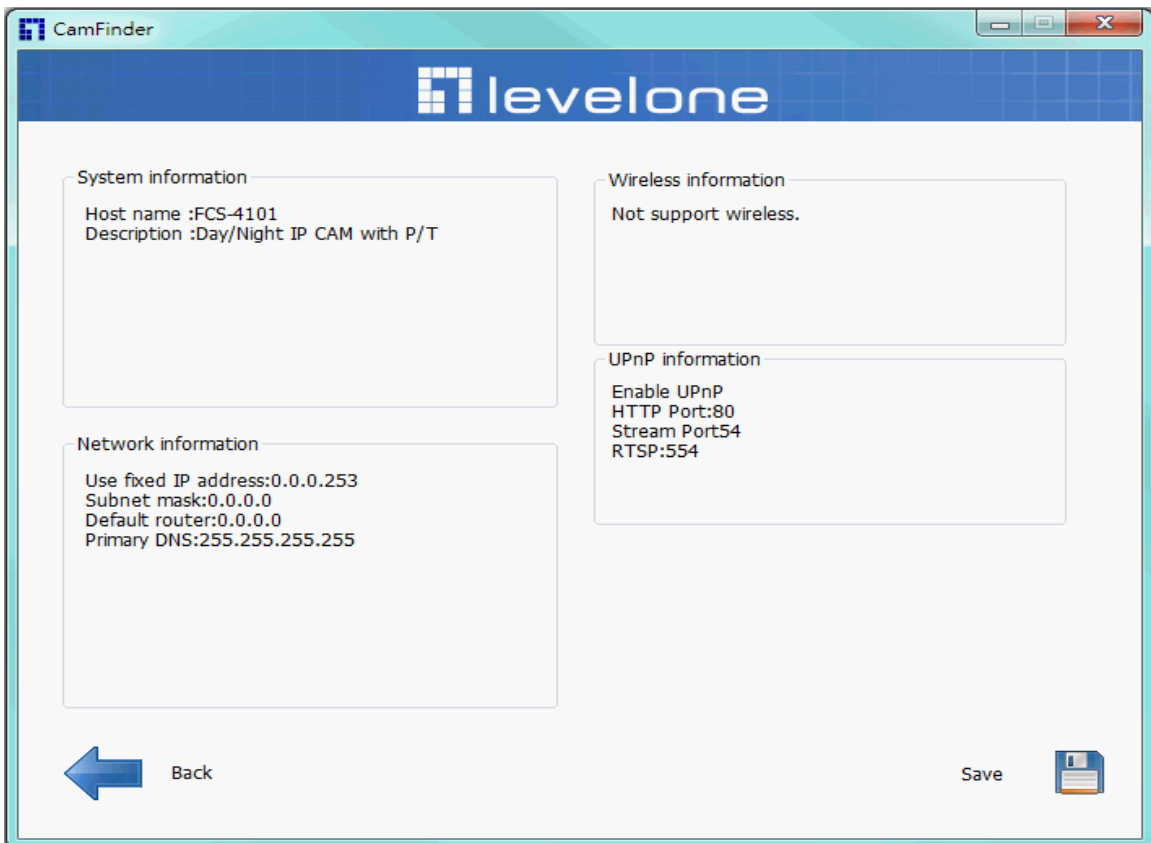 CamFinder
levelone
System information
Host name :FCS-4101
Description :Day/Night IP CAM with P/T
Network information
Use fixed IP address:0.0.0.253
Subnet mask:0.0.0.0
Default router:0.0.0.0
Primary DNS:255.255.255.255
Wireless information
Not support wireless.
UPnP information
Enable UPnP
HTTP Port:80
Stream Port54
RTSP:554
Back
Save